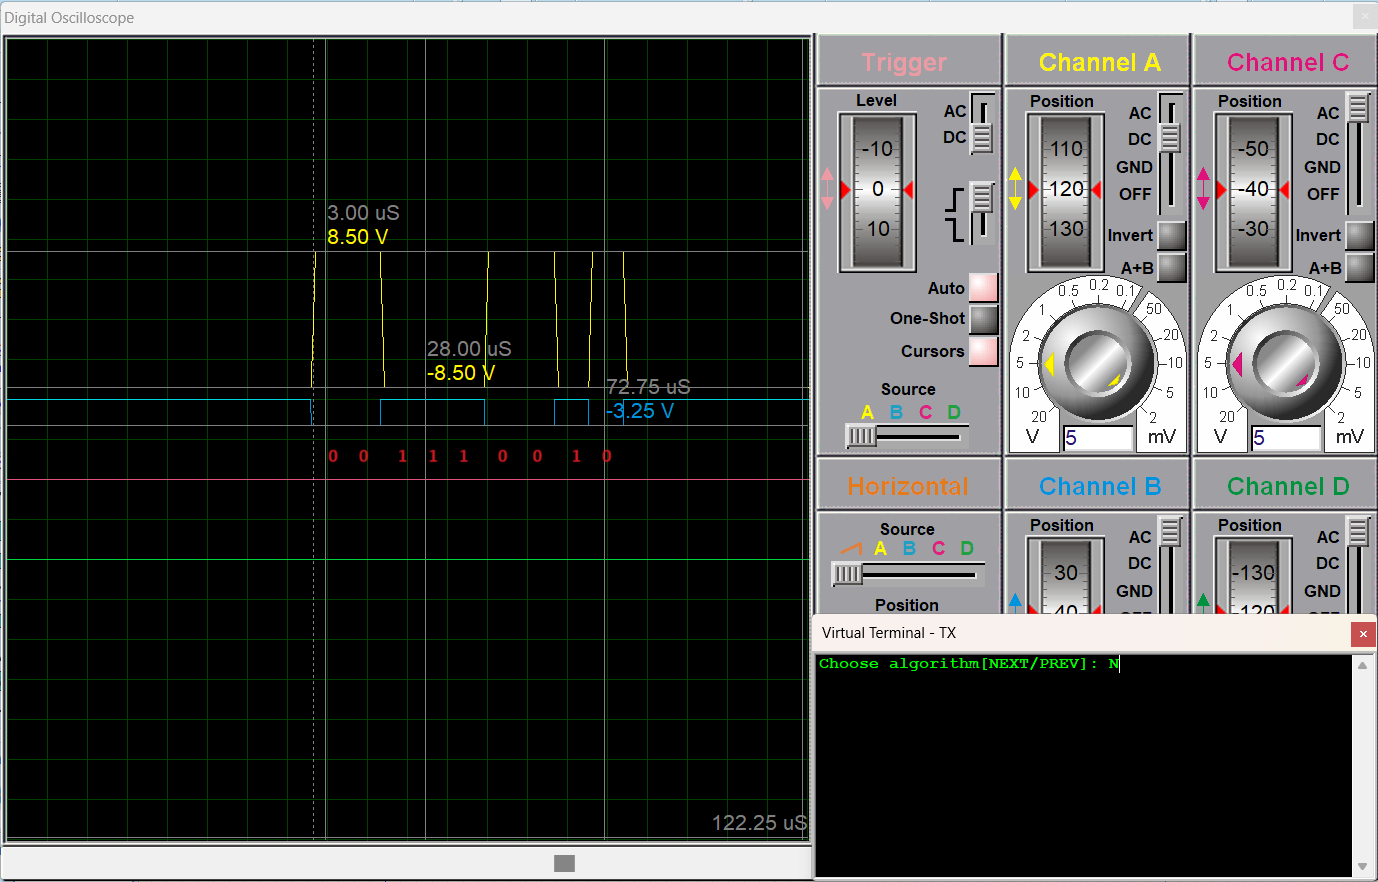 Digital Oscilloscope
3.00 uS
8.50 V
28.00 uS
-8.50 V
72.75 uS
-3.25 V
0 0 1 1 1 0 0 1 0
122.25 uS
Trigger
Level
AC
DC
-10
0
10
Auto
One-Shot
Cursors
Source
A B C D
Channel A
Position
AC
DC
GND
OFF
110
120
130
Invert
A+B
20
10
5
2
1
0.5
0.2
0.1
50
20
10
5
2
V
mV
5
Channel C
Position
AC
DC
GND
OFF
-50
-40
-30
Invert
A+B
20
10
5
2
1
0.5
0.2
0.1
50
20
10
5
2
V
mV
5
Horizontal
Source
A B C D
Position
Channel B
Position
AC
DC
GND
30
40
Channel D
Position
AC
DC
GND
-130
-120
Virtual Terminal - TX
Choose algorithm[NEXT/PREV]: N